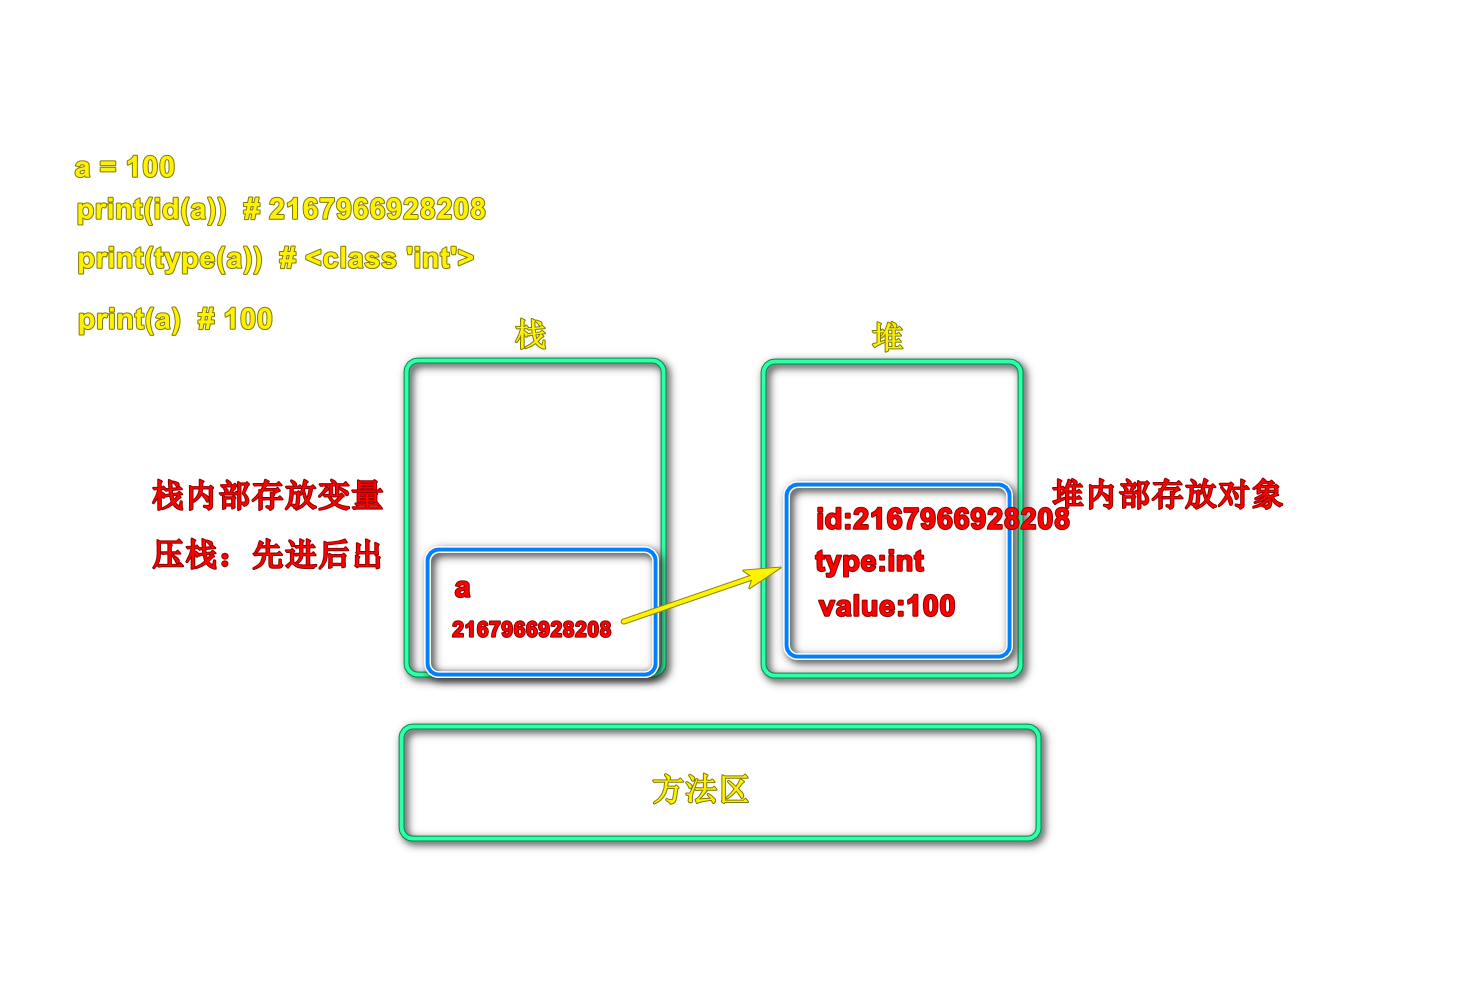 a = 100
print(id(a))  # 2167966928208
print(type(a))  # <class 'int'>
print(a)  # 100
栈
堆
栈内部存放变量
压栈：先进后出
a
2167966928208
id:2167966928208
type:int
value:100
堆内部存放对象
方法区